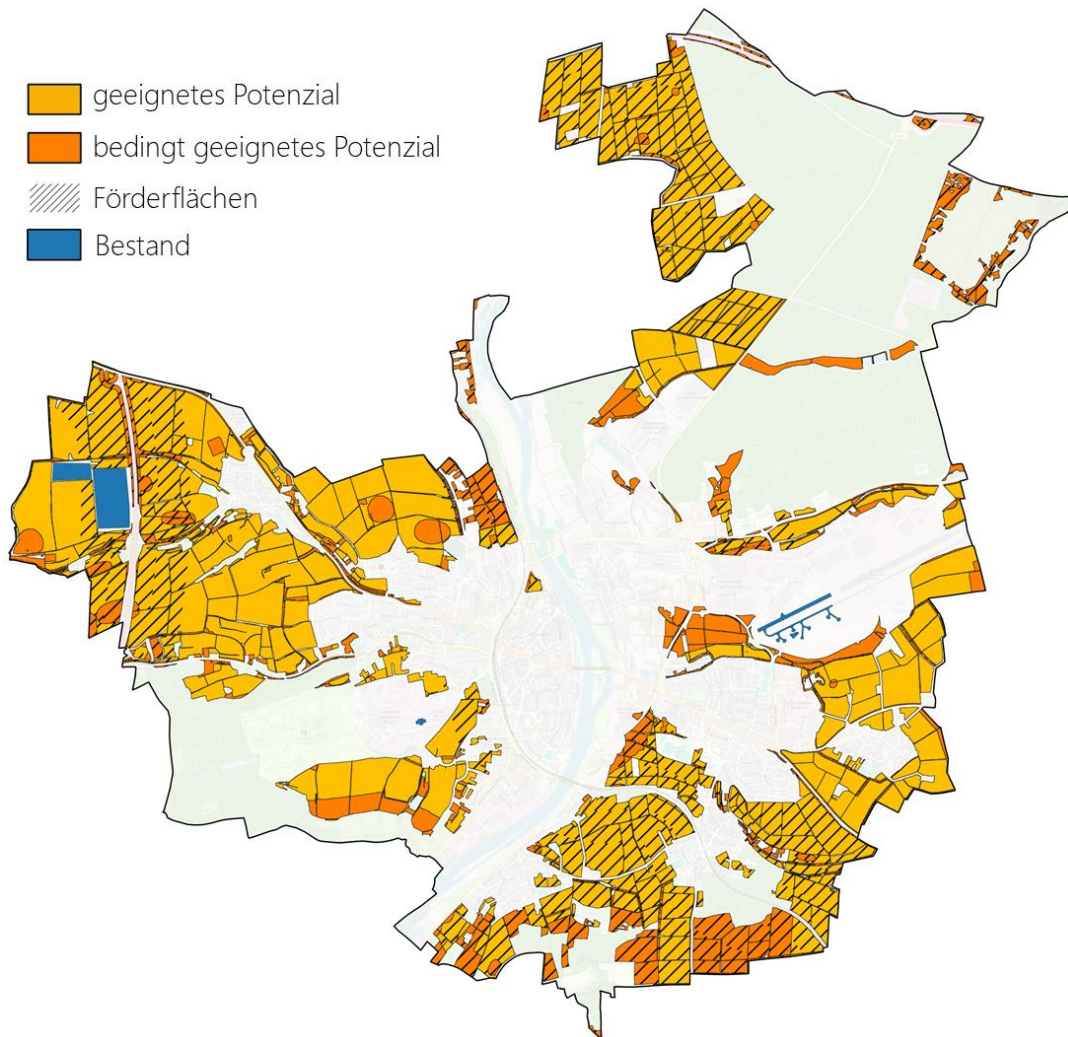 geeignetes Potenzial
bedingt geeignetes Potenzial
Förderflächen
Bestand